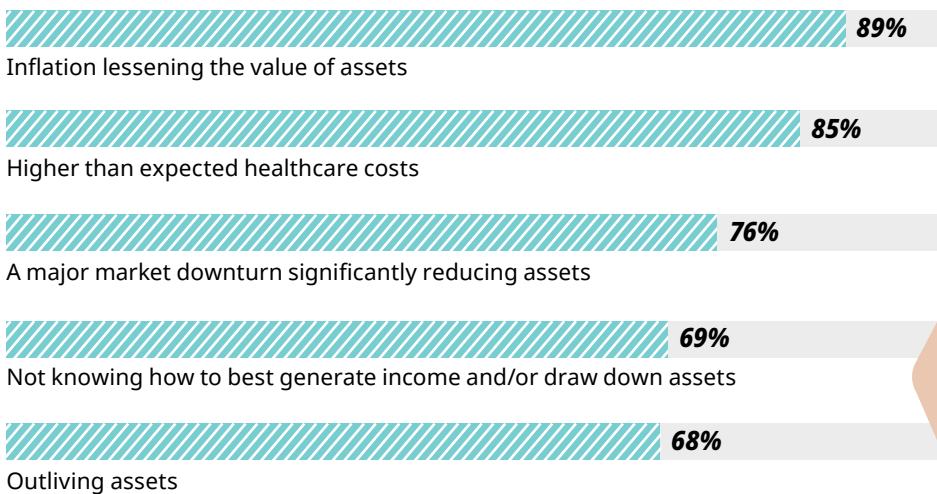 89%
Inflation lessening the value of assets
85%
Higher than expected healthcare costs
76%
A major market downturn significantly reducing assets
69%
Not knowing how to best generate income and/or draw down assets
68%
Outliving assets